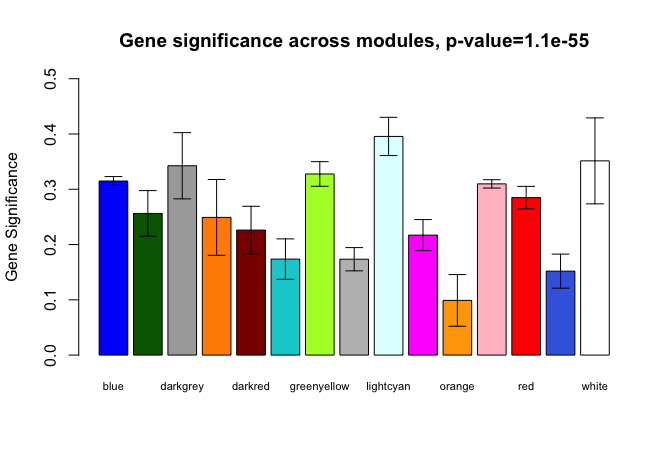 Gene significance across modules, p-value=1.1e-55
Gene Significance
0.5
0.4
0.3
0.2
0.1
0.0
blue darkgrey darkred greenyellow lightcyan orange red white